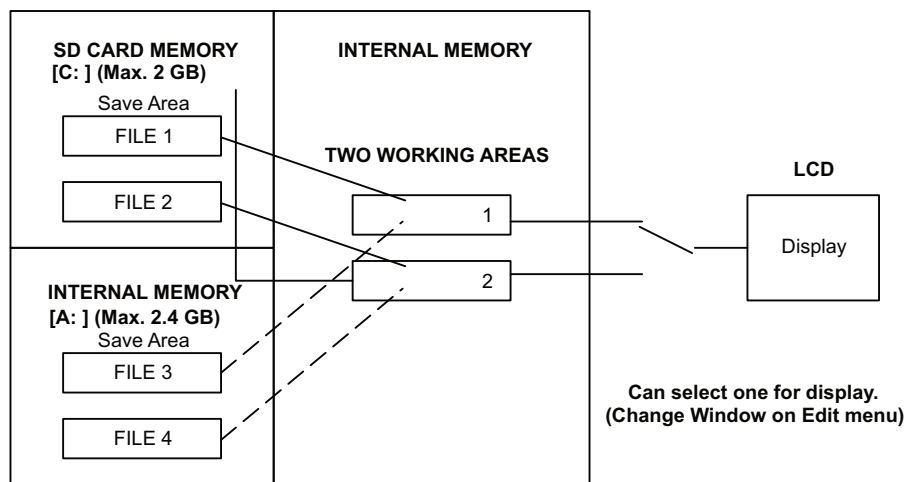 SD CARD MEMORY
[C: ] (Max. 2 GB)
Save Area
FILE 1
FILE 2
INTERNAL MEMORY
[A: ] (Max. 2.4 GB)
Save Area
FILE 3
FILE 4
INTERNAL MEMORY
TWO WORKING AREAS
1
2
LCD
Display
Can select one for display.
(Change Window on Edit menu)